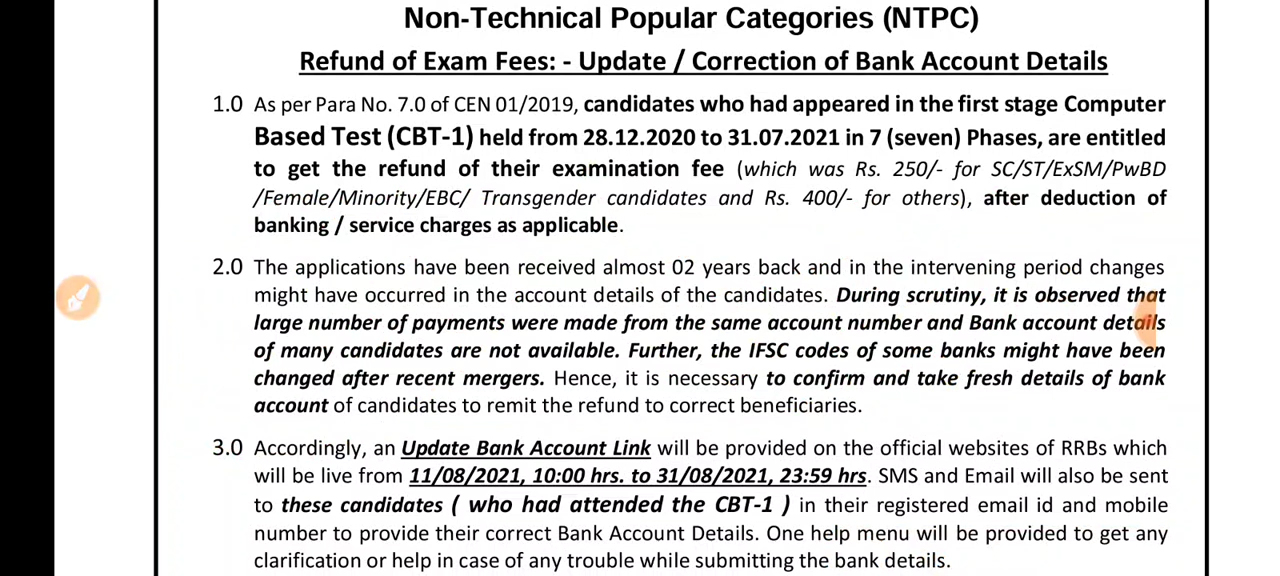 Non-Technical Popular Categories (NTPC)
Refund of Exam Fees: - Update / Correction of Bank Account Details
1.0 As per Para No. 7.0 of CEN 01/2019, candidates who had appeared in the first stage Computer
Based Test (CBT-1) held from 28.12.2020 to 31.07.2021 in 7 (seven) Phases, are entitled
to get the refund of their examination fee (which was Rs. 250/- for SC/ST/ExSM/PwBD
/Female/Minority/EBC/ Transgender candidates and Rs. 400/- for others), after deduction of
banking / service charges as applicable.
2.0 The applications have been received almost 02 years back and in the intervening period changes
might have occurred in the account details of the candidates. During scrutiny, it is observed that
large number of payments were made from the same account number and Bank account details
of many candidates are not available. Further, the IFSC codes of some banks might have been
changed after recent mergers. Hence, it is necessary to confirm and take fresh details of bank
account of candidates to remit the refund to correct beneficiaries.
3.0 Accordingly, an Update Bank Account Link will be provided on the official websites of RRBs which
will be live from 11/08/2021, 10:00 hrs. to 31/08/2021, 23:59 hrs. SMS and Email will also be sent
to these candidates ( who had attended the CBT-1 ) in their registered email id and mobile
number to provide their correct Bank Account Details. One help menu will be provided to get any
clarification or help in case of any trouble while submitting the bank details.